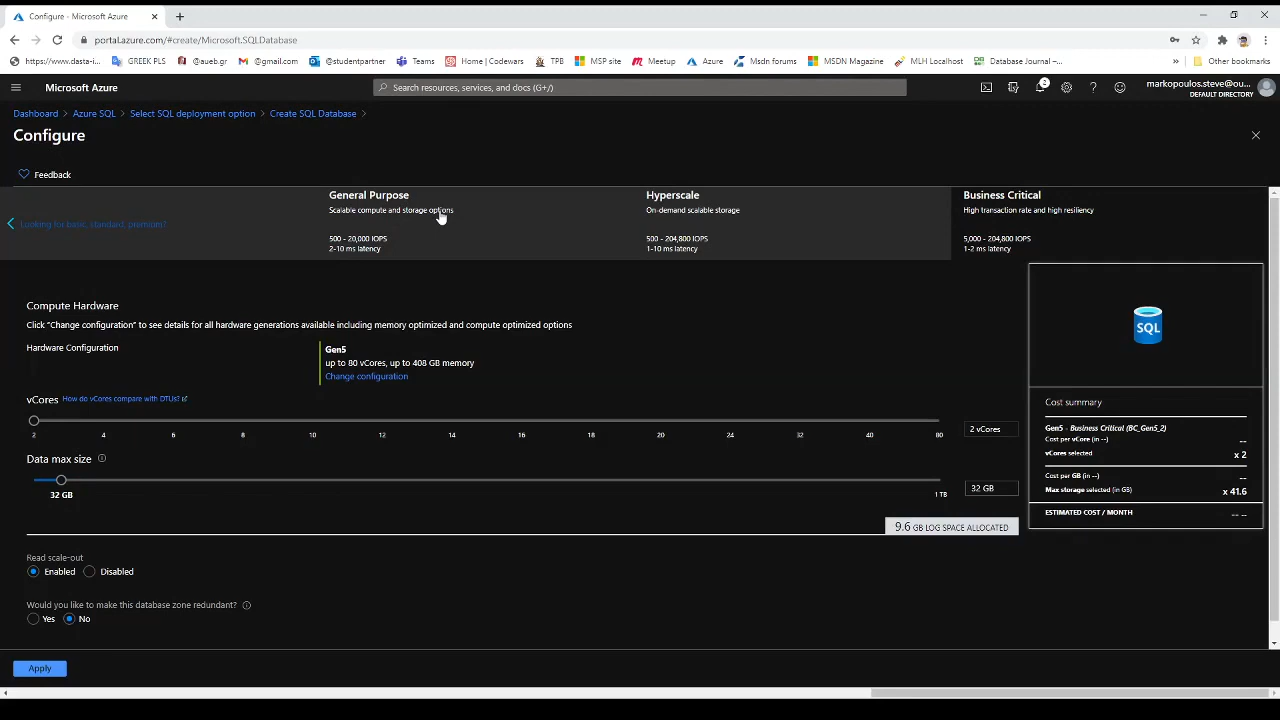 Configure - Microsoft Azure
portal.azure.com/#create/Microsoft.SQLDatabase
https://www.dasta-i... GREEK PLS @aueb.gr @gmail.com @studentpartner Teams Home | Codewars TPB MSP site Meetup Azure Msdn forums MSDN Magazine MLH Localhost Database Journal –... » Other bookmarks
Microsoft Azure
Search resources, services, and docs (G+/)
2
markopoulos.steve@ou...
DEFAULT DIRECTORY
Dashboard > Azure SQL > Select SQL deployment option > Create SQL Database >
Configure
Feedback
Looking for basic, standard, premium?
General Purpose
Scalable compute and storage options
500 - 20,000 IOPS
2-10 ms latency
Hyperscale
On-demand scalable storage
500 - 204,800 IOPS
1-10 ms latency
Business Critical
High transaction rate and high resiliency
5,000 - 204,800 IOPS
1-2 ms latency
Compute Hardware
Click "Change configuration" to see details for all hardware generations available including memory optimized and compute optimized options
Hardware Configuration
Gen5
up to 80 vCores, up to 408 GB memory
Change configuration
vCores How do vCores compare with DTUs?
2 4 6 8 10 12 14 16 18 20 24 32 40 80
2 vCores
Data max size
32 GB
1 TB
32 GB
9.6 GB LOG SPACE ALLOCATED
Read scale-out
Enabled Disabled
Would you like to make this database zone redundant?
Yes No
Apply
SQL
Cost summary
Gen5 - Business Critical (BC_Gen5_2)
Cost per vCore (in --) --
vCores selected x 2
Cost per GB (in --) --
Max storage selected (in GB) x 41.6
ESTIMATED COST / MONTH -- --